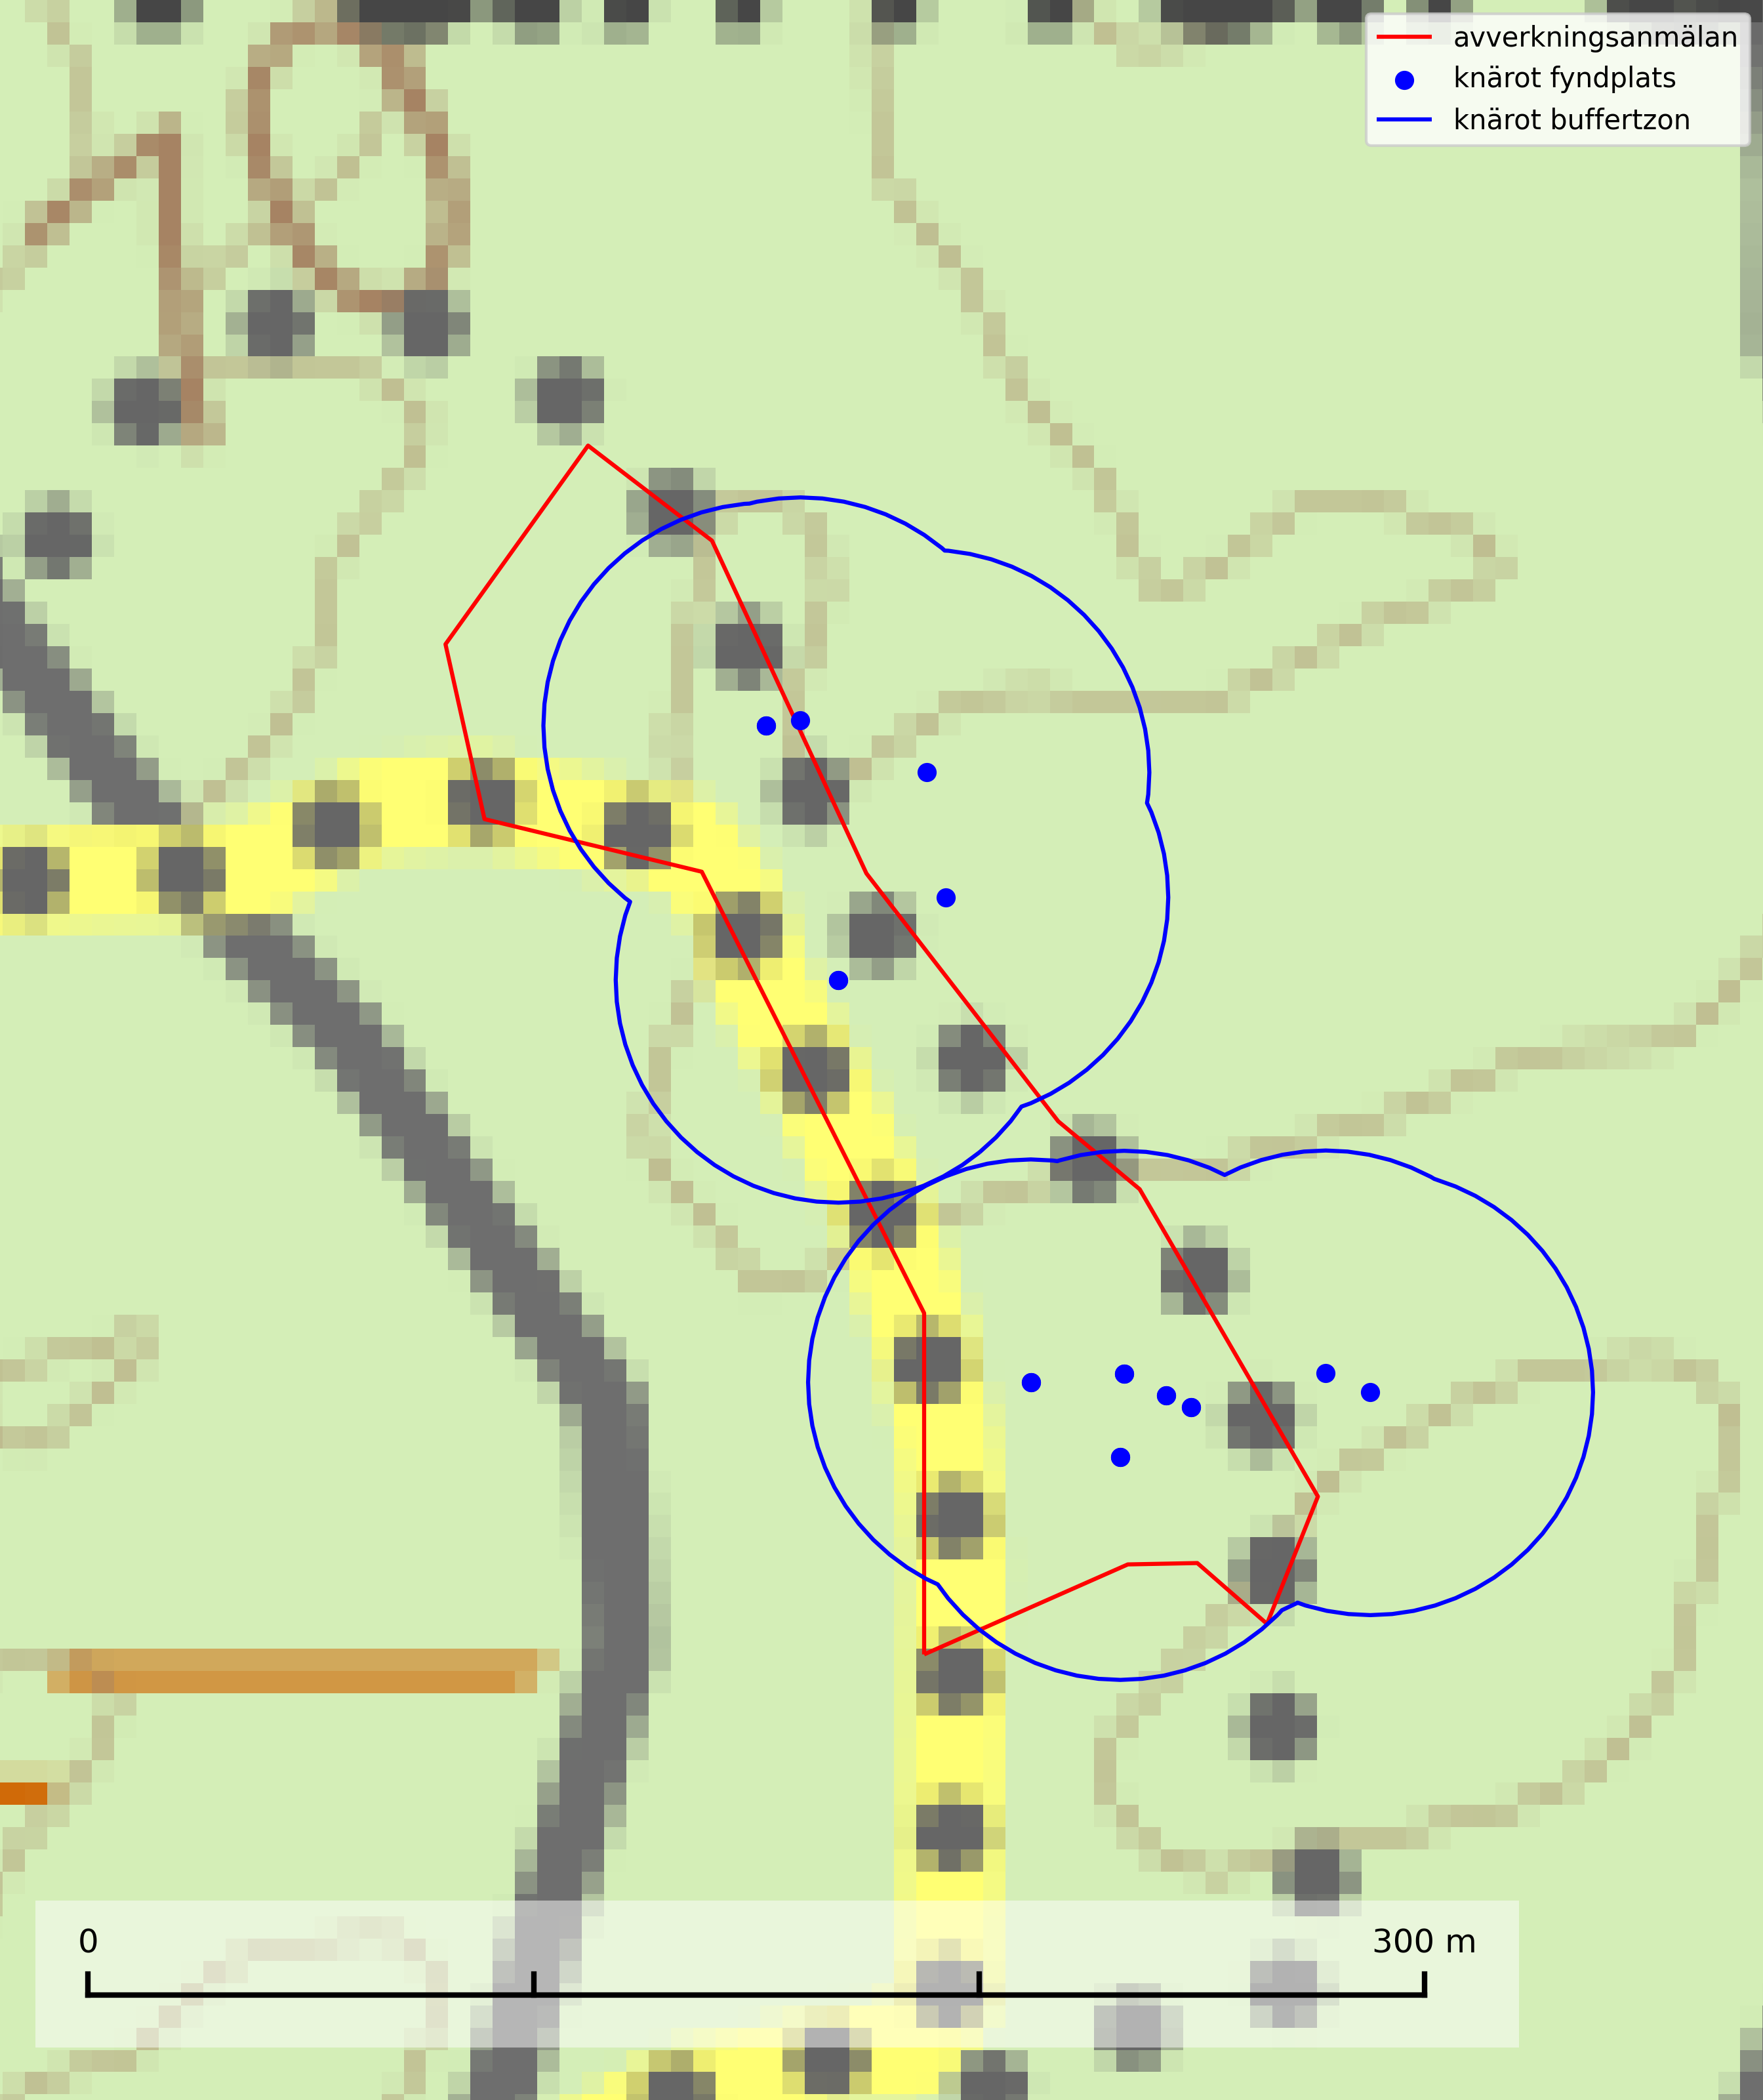 avverkningsanmälan
knärot fyndplats
knärot buffertzon
0 300 m